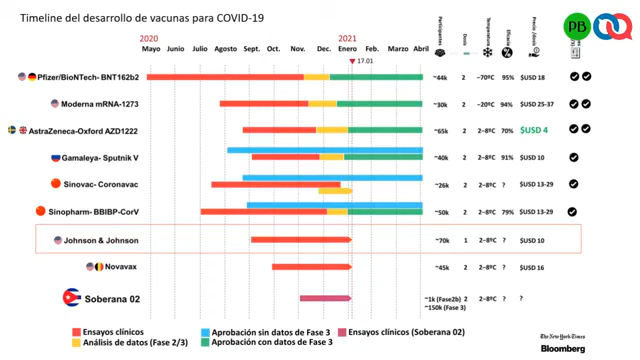 Timeline del desarrollo de vacunas para COVID-19
PB
2020
2021
Participantes
Dosis
Temperatura
Eficacia
Precio /dosis
Mayo Junio Julio Agosto Sept. Oct. Nov. Dec. Enero Feb. Marzo Abril
17.01
Pfizer/BioNTech- BNT162b2 ~44k 2 −70ºC 95% $USD 18
Moderna mRNA-1273 ~30k 2 −20ºC 94% $USD 25-37
AstraZeneca-Oxford AZD1222 ~65k 2 2–8ºC 70% $USD 4
Gamaleya- Sputnik V ~40k 2 2–8ºC 91% $USD 10
Sinovac- Coronavac ~26k 2 2–8ºC ? $USD 13-29
Sinopharm- BBIBP-CorV ~50k 2 2–8ºC 79% $USD 13-29
Johnson & Johnson ~70k 1 2–8ºC ? $USD 10
Novavax ~45k 2 2–8ºC ? $USD 16
Soberana 02 ~1k (Fase2b) 2 2–8ºC ? ?
~150k (Fase 3)
Ensayos clínicos Aprobación sin datos de Fase 3 Ensayos clínicos (Soberana 02)
Análisis de datos (Fase 2/3) Aprobación con datos de Fase 3
The New York Times
Bloomberg